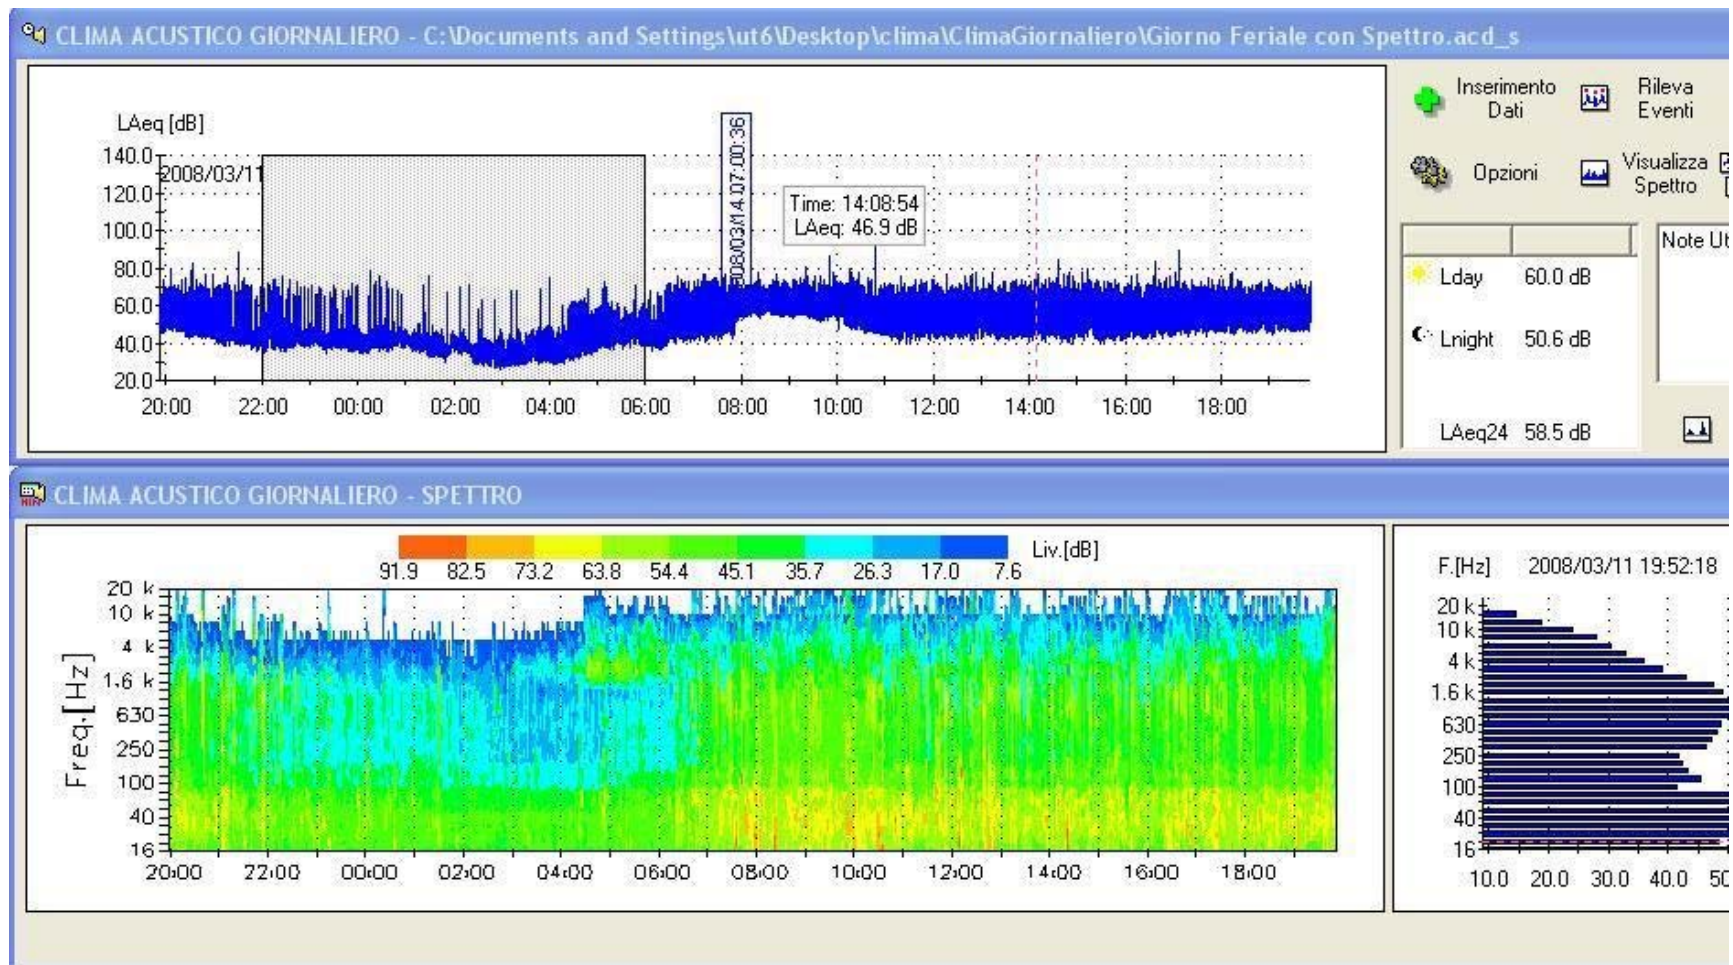 CLIMA ACUSTICO GIORNALIERO - C:\Documents and Settings\ut6\Desktop\clima\ClimaGiornaliero\Giorno Feriale con Spettro.acd_s
LAeq [dB]
140.0
120.0
100.0
80.0
60.0
40.0
20.0
2008/03/11
08/03/14.07:00:36
Time: 14:08:54
LAeq: 46.9 dB
20:00 22:00 00:00 02:00 04:00 06:00 08:00 10:00 12:00 14:00 16:00 18:00
Inserimento
Dati
Rileva
Eventi
Opzioni
Visualizza
Spettro
Lday 60.0 dB
Lnight 50.6 dB
LAeq24 58.5 dB
Note Ut
CLIMA ACUSTICO GIORNALIERO - SPETTRO
Liv.[dB]
91.9 82.5 73.2 63.8 54.4 45.1 35.7 26.3 17.0 7.6
Freq.[Hz]
20 k
10 k
4 k
1.6 k
630
250
100
40
16
20:00 22:00 00:00 02:00 04:00 06:00 08:00 10:00 12:00 14:00 16:00 18:00
F.[Hz] 2008/03/11 19:52:18
20 k
10 k
4 k
1.6 k
630
250
100
40
16
10.0 20.0 30.0 40.0 50